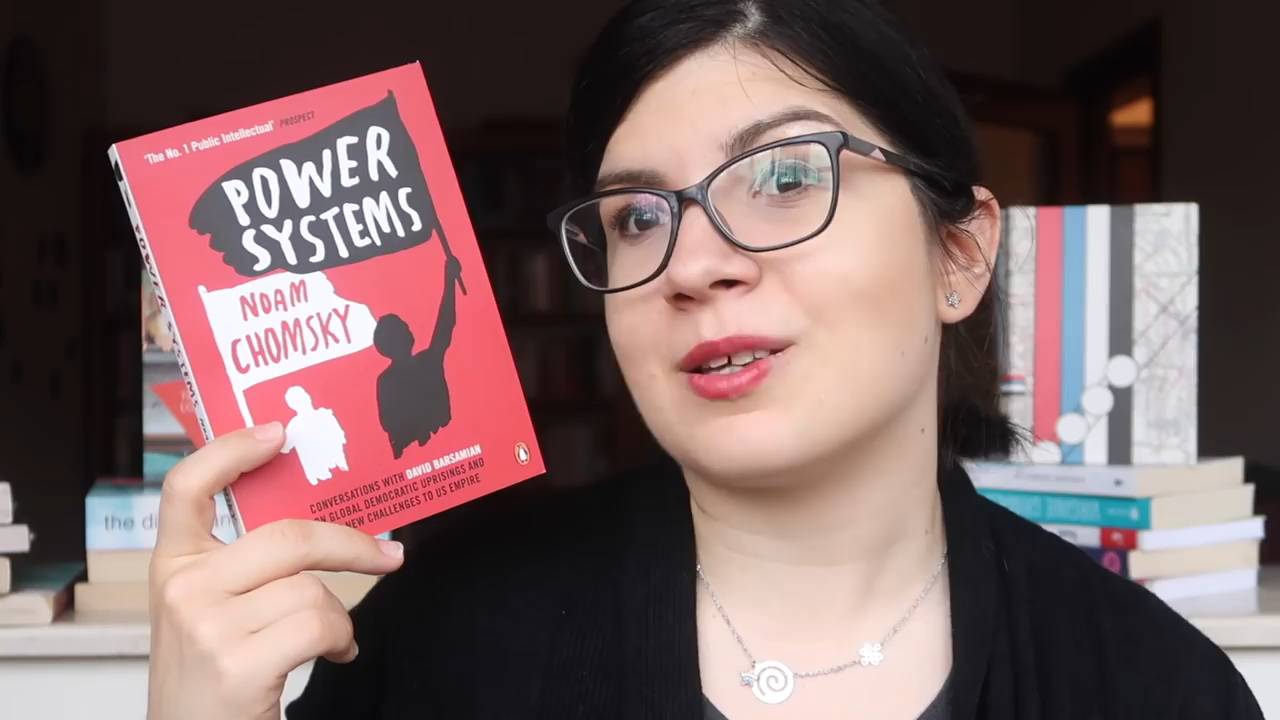 'The No. 1 Public Intellectual' PROSPECT
POWER
SYSTEMS
NOAM
CHOMSKY
CONVERSATIONS WITH DAVID BARSAMIAN
ON GLOBAL DEMOCRATIC UPRISINGS AND
NEW CHALLENGES TO US EMPIRE
POWER SYSTEMS
the di